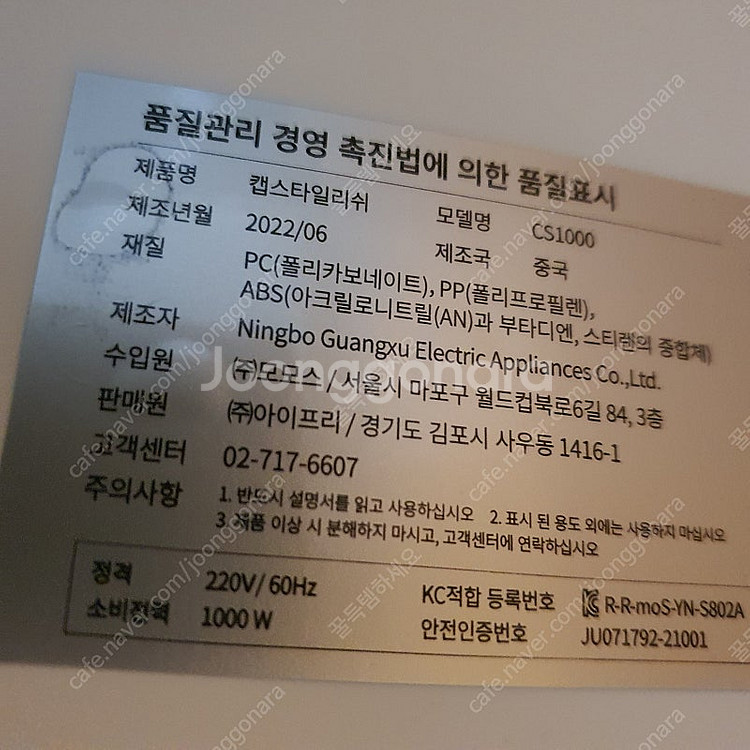 품질관리 경영 촉진법에 의한 품질표시
제품명 캡스타일리쉬 모델명 CS1000
제조년월 2022/06 제조국 중국
재질 PC(폴리카보네이트), PP(폴리프로필렌),
ABS(아크릴로니트릴(AN)과 부타디엔, 스티렌의 중합체)
제조자 Ningbo Guangxu Electric Appliances Co.,Ltd.
수입원 ㈜모모스 / 서울시 마포구 월드컵북로6길 84, 3층
판매원 ㈜아이프리 / 경기도 김포시 사우동 1416-1
고객센터 02-717-6607
주의사항 1. 반드시 설명서를 읽고 사용하십시오 2. 표시 된 용도 외에는 사용하지 마십시오
3. 제품 이상 시 분해하지 마시고, 고객센터에 연락하십시오
정격 220V/ 60Hz KC적합 등록번호 R-R-moS-YN-S802A
소비전력 1000 W 안전인증번호 JU071792-21001
Joonggonara
cafe.naver.com/joonggonara
꿀득템하세요